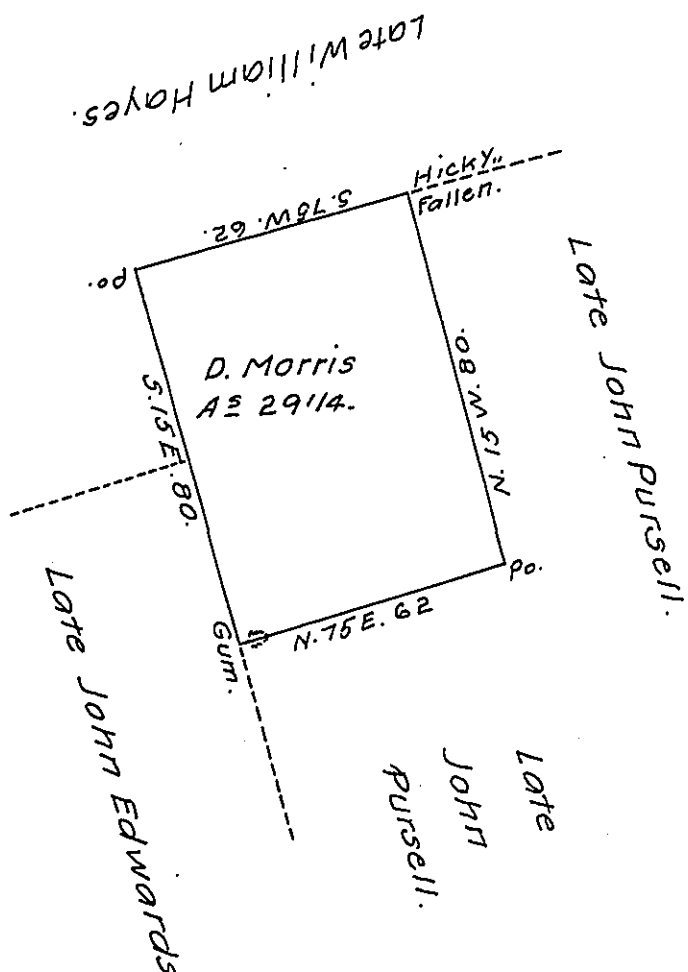 Late William Hayes.
Hicky,,
Fallen.
S.75W. 62.
po.
D. Morris
As 29 1/4.
S.15E. 80.
N.15W. 80.
Late John Pursell.
po.
N.75E. 62
Gum.
Late John Edwards
Late
John
Pursell.